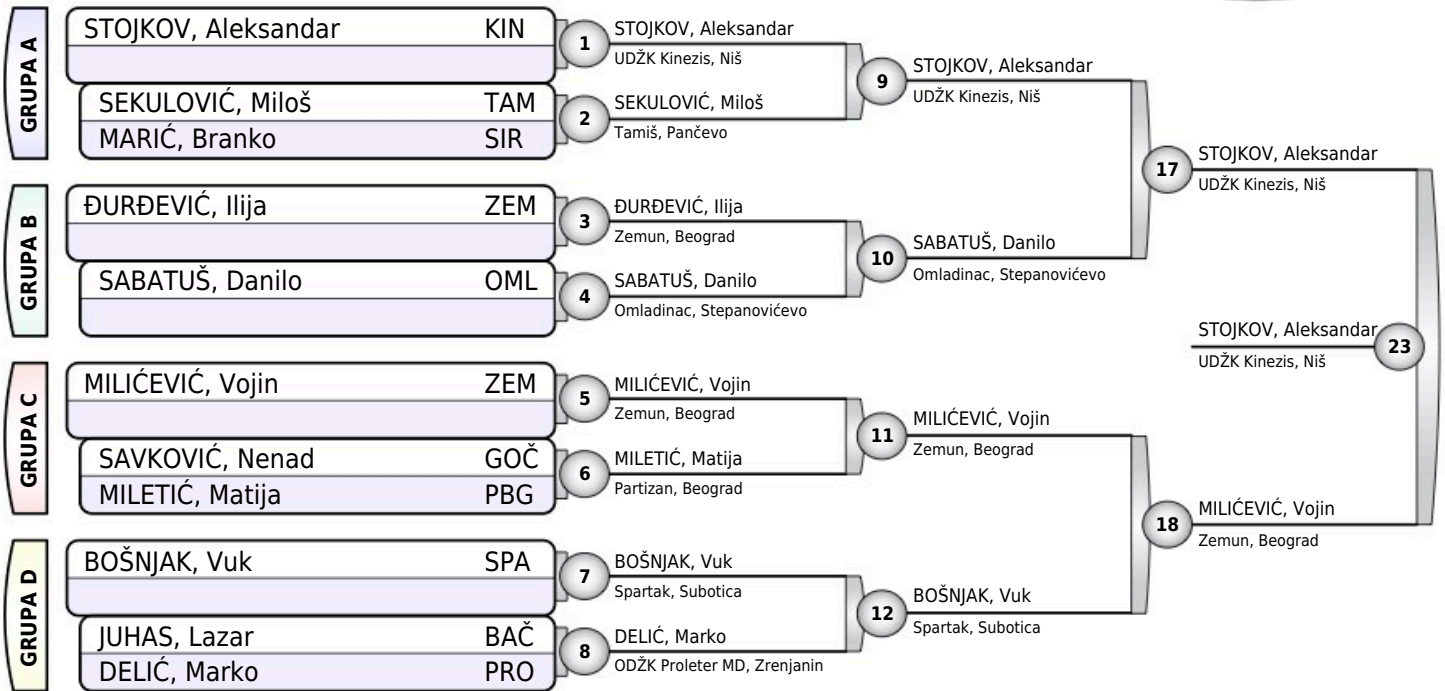 GRUPA A
STOJKOV, Aleksandar KIN
SEKULOVIĆ, Miloš TAM
MARIĆ, Branko SIR
GRUPA B
ĐURĐEVIĆ, Ilija ZEM
SABATUŠ, Danilo OML
GRUPA C
MILIĆEVIĆ, Vojin ZEM
SAVKOVIĆ, Nenad GOČ
MILETIĆ, Matija PBG
GRUPA D
BOŠNJAK, Vuk SPA
JUHAS, Lazar BAČ
DELIĆ, Marko PRO
1
STOJKOV, Aleksandar
UDŽK Kinezis, Niš
2
SEKULOVIĆ, Miloš
Tamiš, Pančevo
3
ĐURĐEVIĆ, Ilija
Zemun, Beograd
4
SABATUŠ, Danilo
Omladinac, Stepanovićevo
5
MILIĆEVIĆ, Vojin
Zemun, Beograd
6
MILETIĆ, Matija
Partizan, Beograd
7
BOŠNJAK, Vuk
Spartak, Subotica
8
DELIĆ, Marko
ODŽK Proleter MD, Zrenjanin
9
STOJKOV, Aleksandar
UDŽK Kinezis, Niš
10
SABATUŠ, Danilo
Omladinac, Stepanovićevo
11
MILIĆEVIĆ, Vojin
Zemun, Beograd
12
BOŠNJAK, Vuk
Spartak, Subotica
17
STOJKOV, Aleksandar
UDŽK Kinezis, Niš
18
MILIĆEVIĆ, Vojin
Zemun, Beograd
STOJKOV, Aleksandar
UDŽK Kinezis, Niš
23